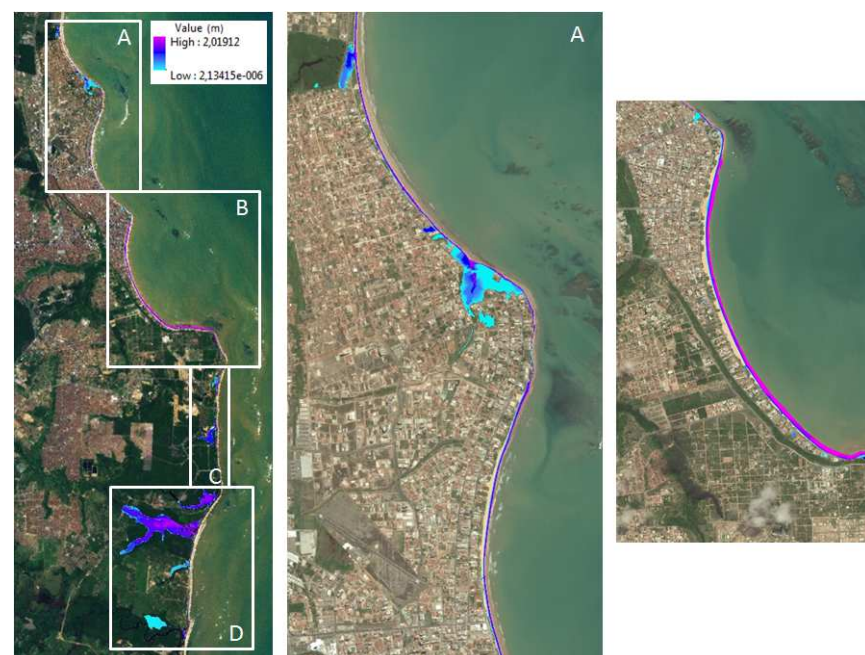 A
Value (m)
High : 2,01912
Low : 2,13415e-006
B
C
D
A